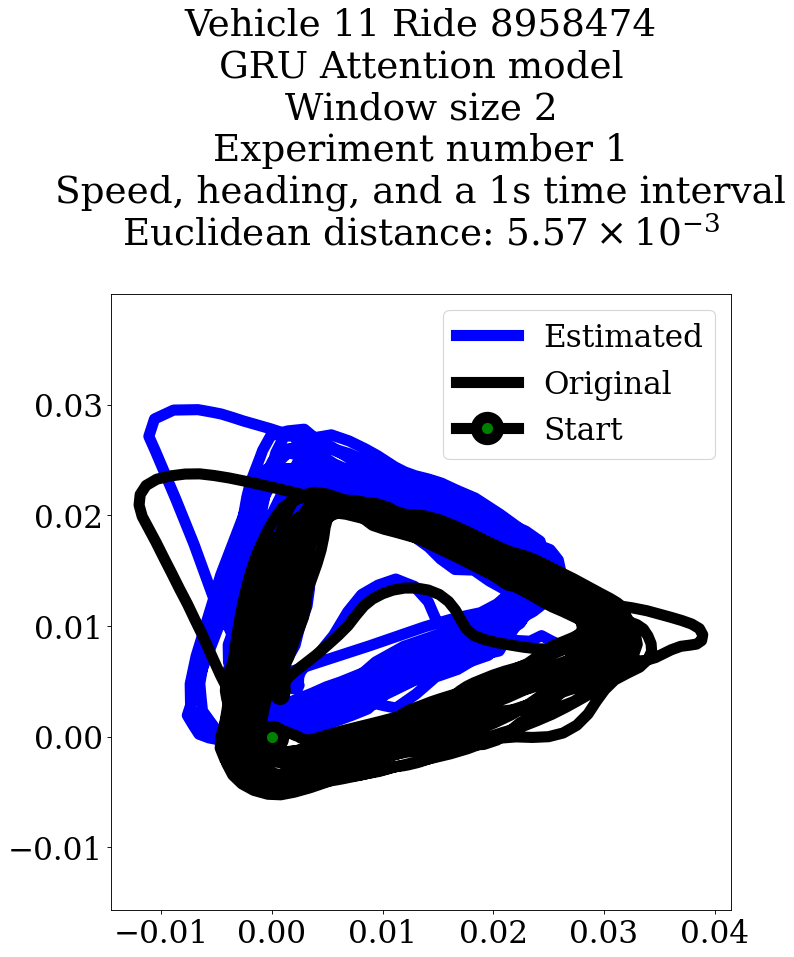 Vehicle 11 Ride 8958474
GRU Attention model
Window size 2
Experiment number 1
Speed, heading, and a 1s time interval
Euclidean distance: 5.57 × 10⁻³
Estimated
Original
Start
0.03
0.02
0.01
0.00
−0.01
−0.01 0.00 0.01 0.02 0.03 0.04